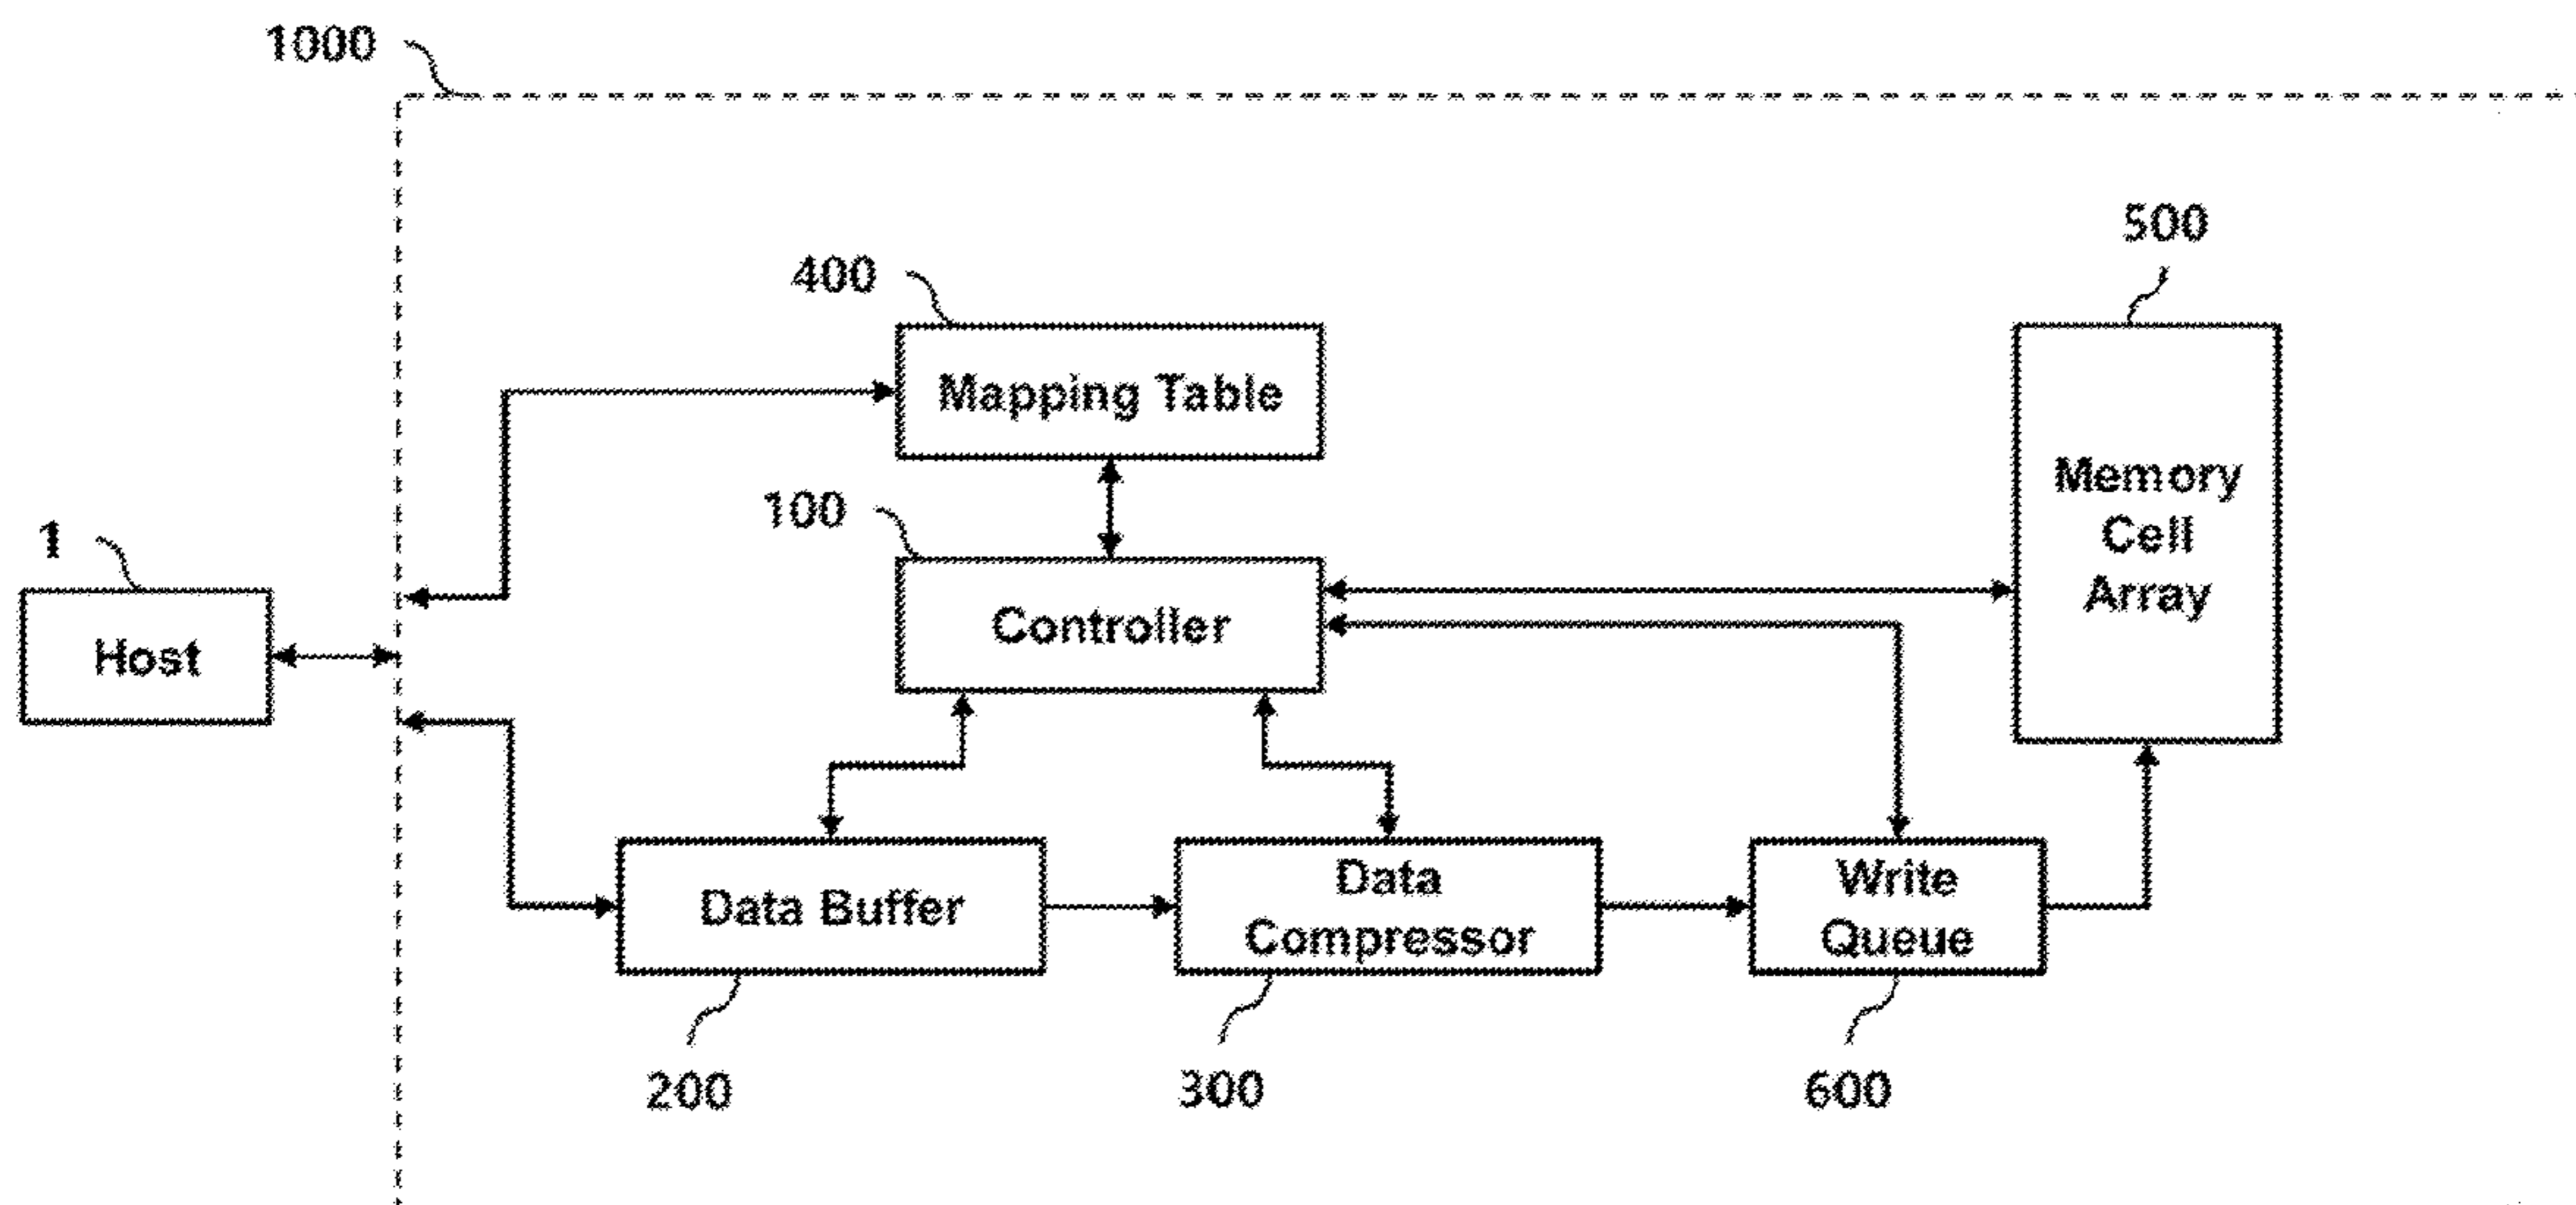 1000
500
400
Mapping Table
100
1
Memory
Cell
Array
Controller
Host
Data Buffer
Data
Compressor
Write
Queue
200
300
600